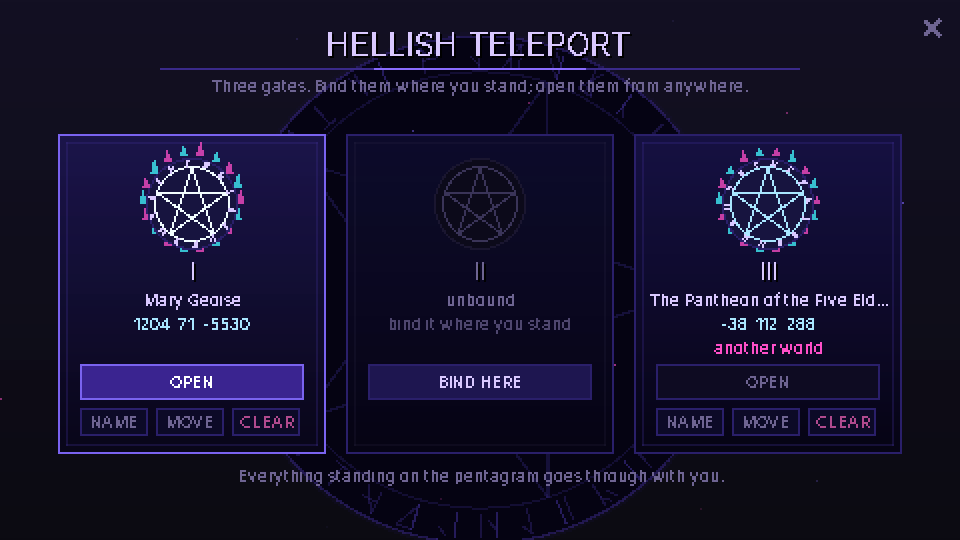 HELLISH TELEPORT
Three gates. Bind them where you stand; open them from anywhere.
I
Mary Gearse
1204 71 -5530
OPEN
NAME MOVE CLEAR
II
unbound
bind it where you stand
BIND HERE
III
The Pantheon of the Five Eld...
-38 112 288
another world
OPEN
NAME MOVE CLEAR
Everything standing on the pentagram goes through with you.